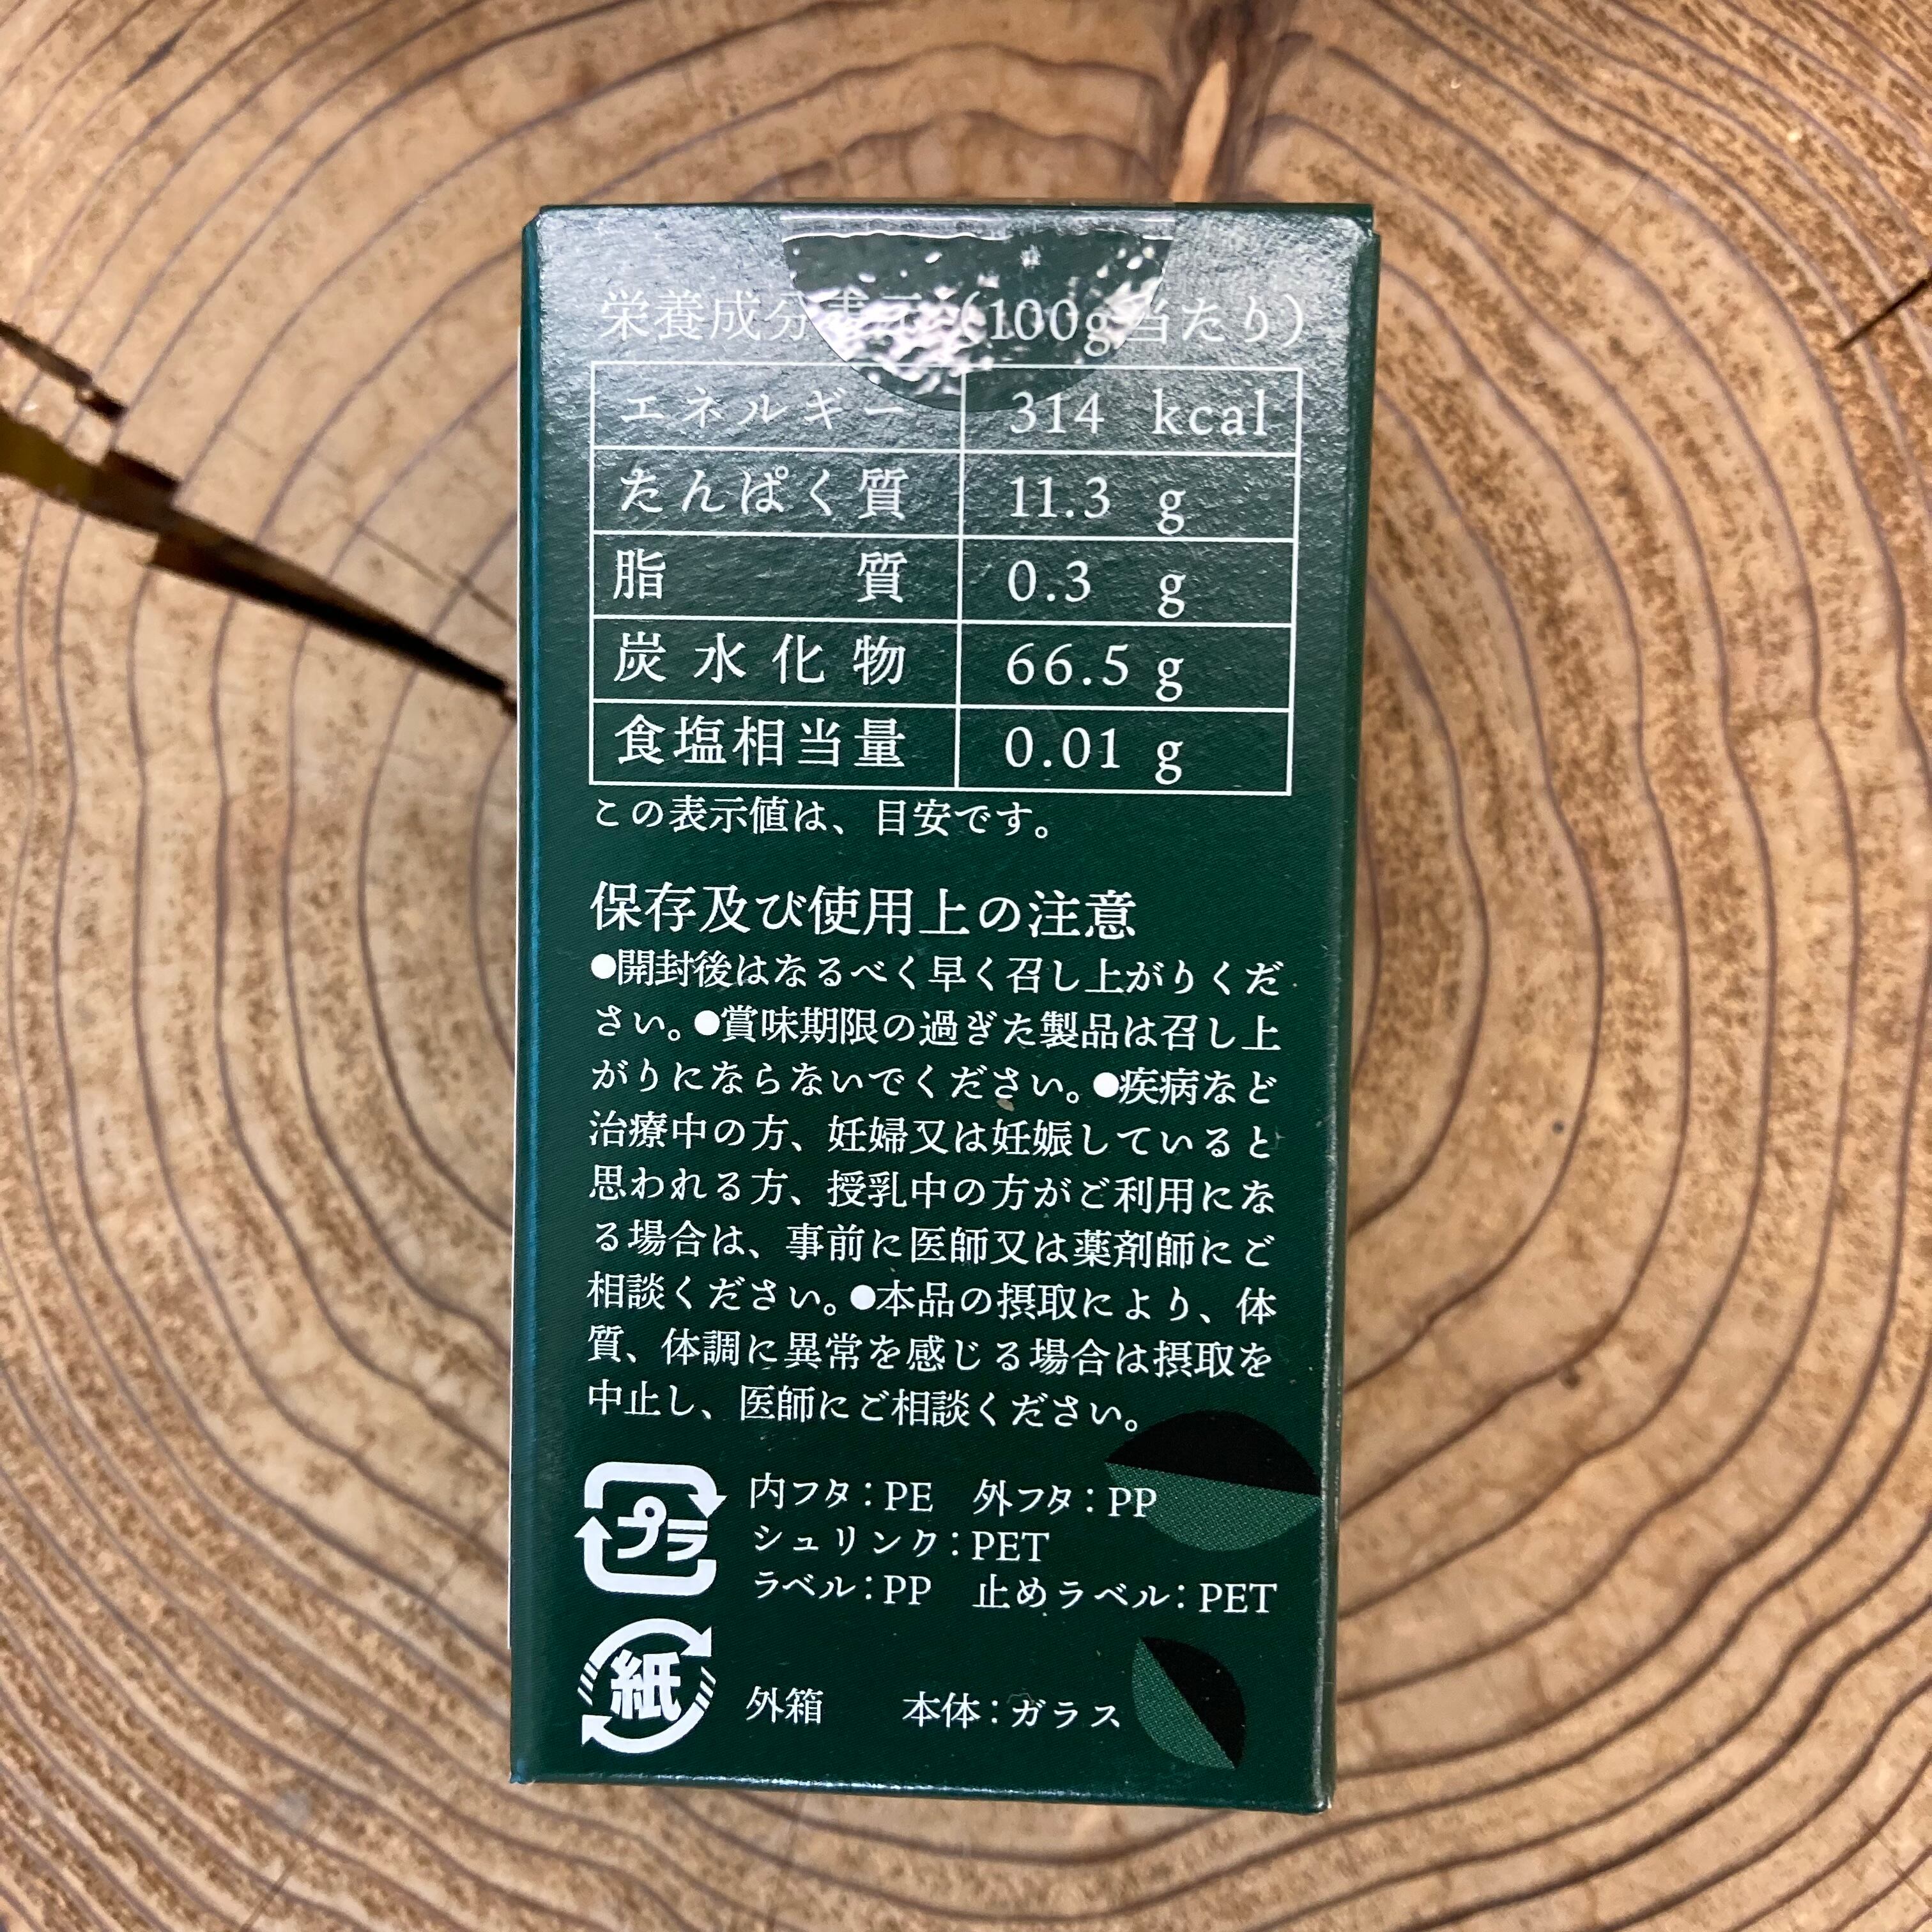 栄養成分表示（100g当たり）
エネルギー 314 kcal
たんぱく質 11.3 g
脂質 0.3 g
炭水化物 66.5 g
食塩相当量 0.01 g
この表示値は、目安です。
保存及び使用上の注意
●開封後はなるべく早く召し上がりくだ
さい。●賞味期限の過ぎた製品は召し上
がりにならないでください。●疾病など
治療中の方、妊婦又は妊娠していると
思われる方、授乳中の方がご利用にな
る場合は、事前に医師又は薬剤師にご
相談ください。●本品の摂取により、体
質、体調に異常を感じる場合は摂取を
中止し、医師にご相談ください。
プラ 内フタ：PE 外フタ：PP
シュリンク：PET
ラベル：PP 止めラベル：PET
紙 外箱 本体：ガラス